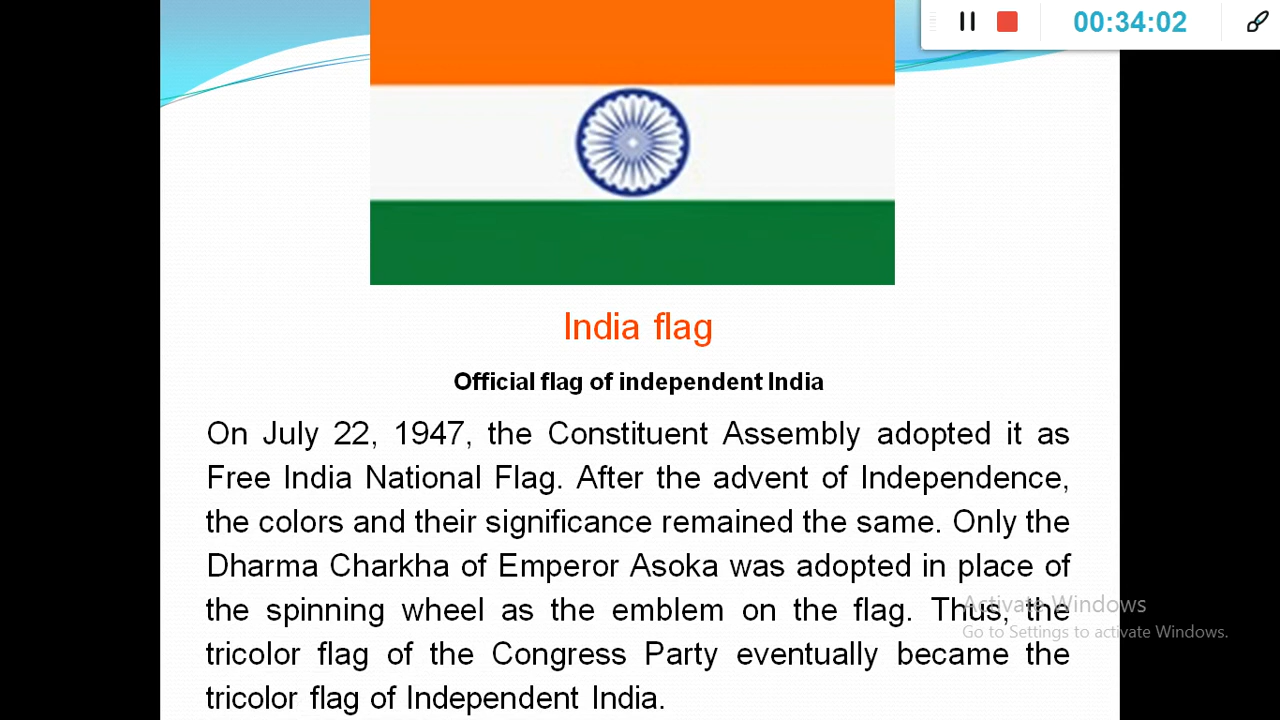 00:34:02
India flag
Official flag of independent India
On July 22, 1947, the Constituent Assembly adopted it as
Free India National Flag. After the advent of Independence,
the colors and their significance remained the same. Only the
Dharma Charkha of Emperor Asoka was adopted in place of
the spinning wheel as the emblem on the flag. Thus, the
tricolor flag of the Congress Party eventually became the
tricolor flag of Independent India.
Activate Windows
Go to Settings to activate Windows.